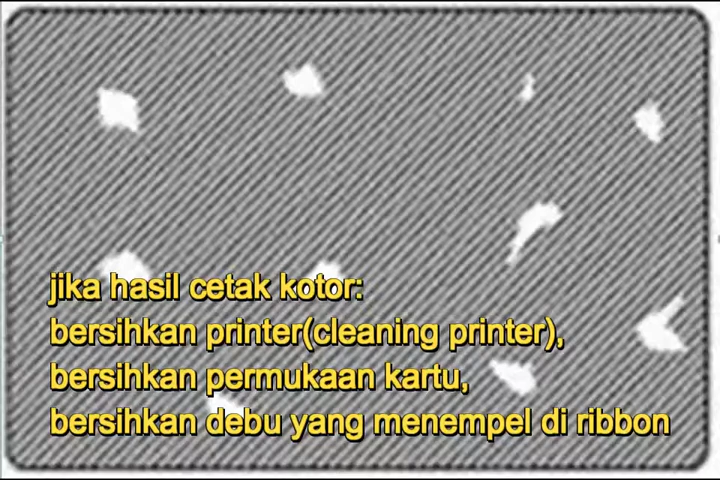 jika hasil cetak kotor:
bersihkan printer(cleaning printer),
bersihkan permukaan kartu,
bersihkan debu yang menempel di ribbon